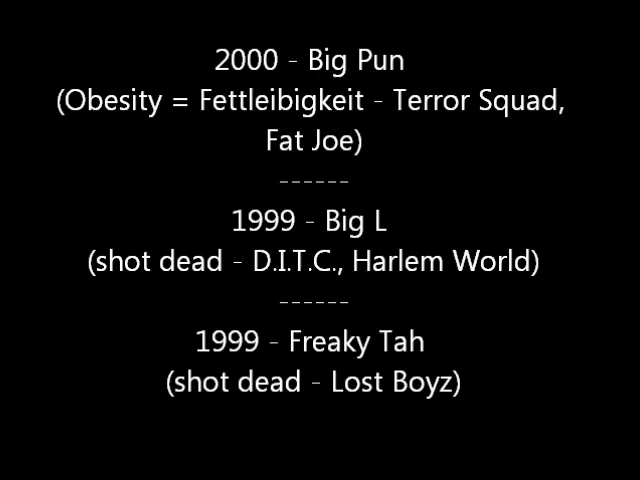 2000 - Big Pun
(Obesity = Fettleibigkeit - Terror Squad,
Fat Joe)
------
1999 - Big L
(shot dead - D.I.T.C., Harlem World)
------
1999 - Freaky Tah
(shot dead - Lost Boyz)